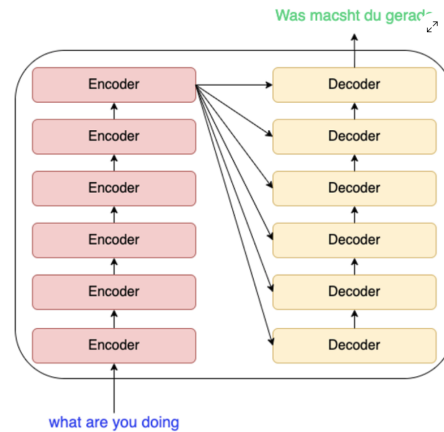 Was macsht du gerade
Encoder
Decoder
Encoder
Decoder
Encoder
Decoder
Encoder
Decoder
Encoder
Decoder
Encoder
Decoder
what are you doing